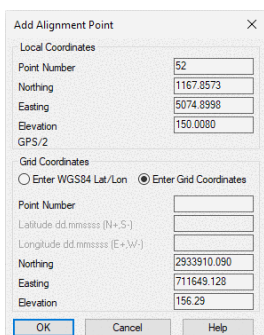 Add Alignment Point
Local Coordinates
Point Number 52
Northing 1167.8573
Easting 5074.8998
Elevation 150.0080
GPS/2
Grid Coordinates
Enter WGS84 Lat/Lon Enter Grid Coordinates
Point Number
Latitude dd.mmssss (N+,S-)
Longitude dd.mmssss (E+,W-)
Northing 2933910.090
Easting 711649.128
Elevation 156.29
OK Cancel Help